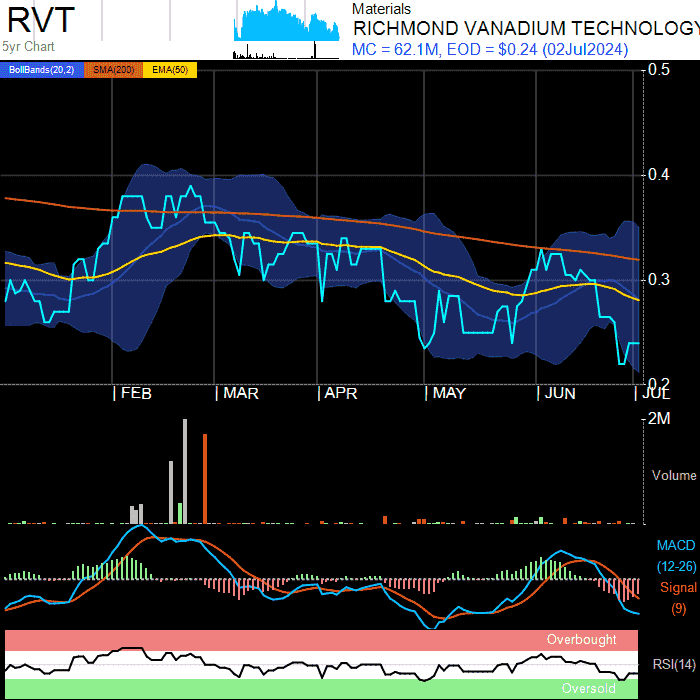 RVT
5yr Chart
Materials
RICHMOND VANADIUM TECHNOLOGY
MC = 62.1M, EOD = $0.24 (02Jul2024)
BollBands(20,2) SMA(200) EMA(50)
0.5
0.4
0.3
0.2
FEB MAR APR MAY JUN JUL
2M
Volume
MACD
(12-26)
Signal
(9)
Overbought
RSI(14)
Oversold